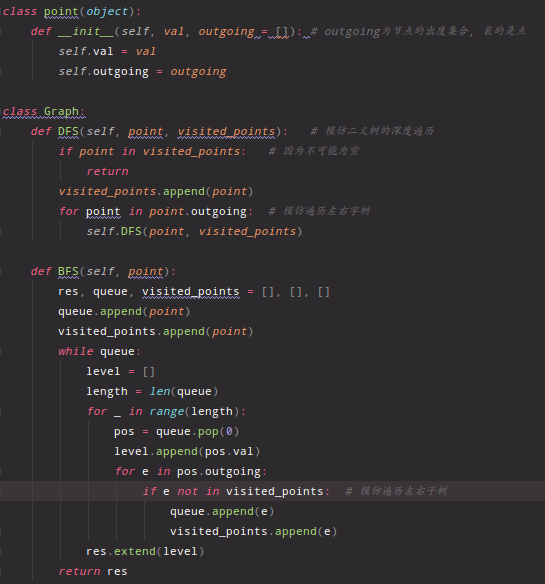 class point(object):
    def __init__(self, val, outgoing = []): # outgoing为节点的出度集合, 装的是点
        self.val = val
        self.outgoing = outgoing
class Graph:
    def DFS(self, point, visited_points):   # 模仿二义树的深度遍历
        if point in visited_points:   # 因为不可能为空
            return
        visited_points.append(point)
        for point in point.outgoing:  # 模仿遍历左右字树
            self.DFS(point, visited_points)
    def BFS(self, point):
        res, queue, visited_points = [], [], []
        queue.append(point)
        visited_points.append(point)
        while queue:
            level = []
            length = len(queue)
            for _ in range(length):
                pos = queue.pop(0)
                level.append(pos.val)
                for e in pos.outgoing:
                    if e not in visited_points:  # 模仿遍历左右子树
                        queue.append(e)
                        visited_points.append(e)
            res.extend(level)
        return res